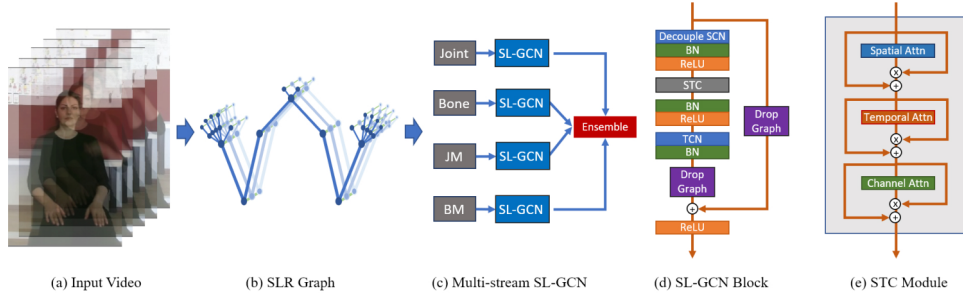 Joint
SL-GCN
Bone
SL-GCN
JM
SL-GCN
BM
SL-GCN
Ensemble
Decouple SCN
BN
ReLU
STC
BN
ReLU
TCN
BN
Drop
Graph
+
ReLU
Drop
Graph
Spatial Attn
x
+
Temporal Attn
x
+
Channel Attn
x
+
(a) Input Video
(b) SLR Graph
(c) Multi-stream SL-GCN
(d) SL-GCN Block
(e) STC Module